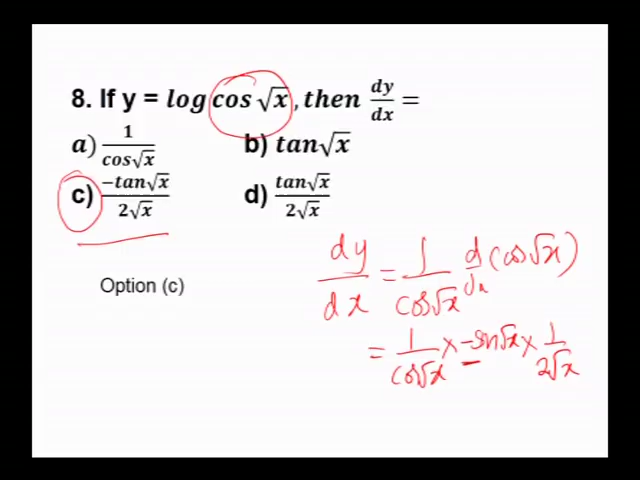 8. If y = log cos √x, then dy/dx =
a) 1/cos√x b) tan√x
c) -tan√x/2√x d) tan√x/2√x
Option (c)
dy/dx = 1/cos√x d/dx (cos√x)
= 1/cos√x × -sin√x × 1/2√x